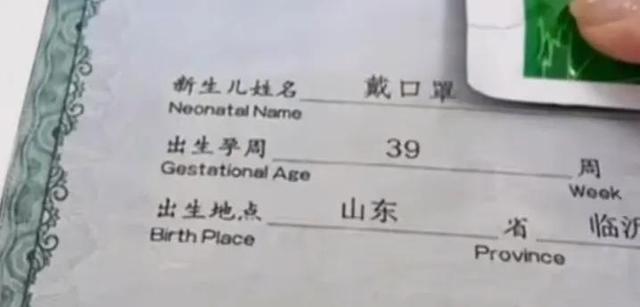 新生儿姓名 戴口罩
Neonatal Name
出生孕周 39 周
Gestational Age Week
出生地点 山东 省 临沂
Birth Place Province